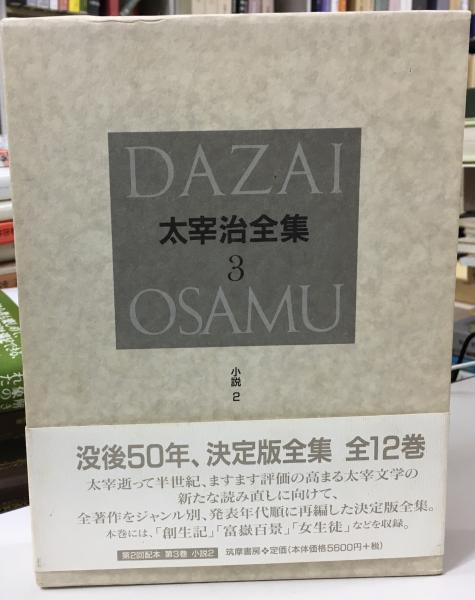 DAZAI
太宰治全集
3
OSAMU
小説 2
没後50年、決定版全集 全12巻
太宰逝って半世紀、ますます評価の高まる太宰文学の
新たな読み直しに向けて、
全著作をジャンル別、発表年代順に再編した決定版全集。
本巻には、「創生記」「富嶽百景」「女生徒」などを収録。
第2回配本 第3巻 小説2 筑摩書房❖定価(本体価格5600円+税)